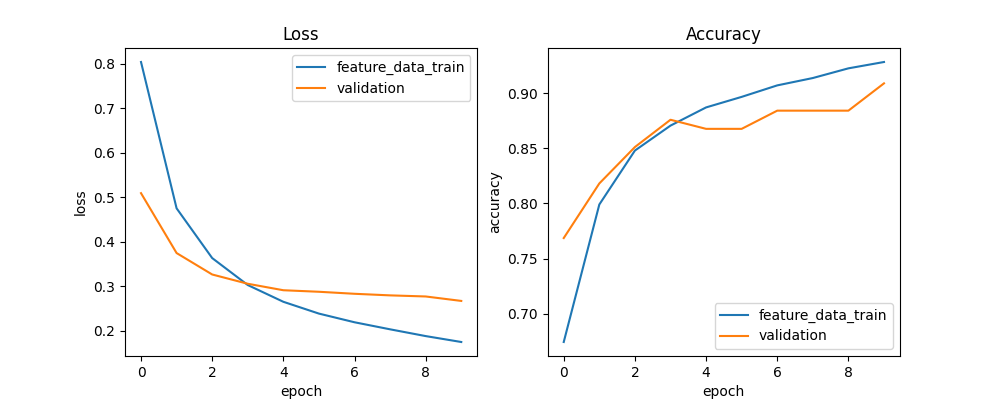 Loss
0.8
0.7
0.6
0.5
0.4
0.3
0.2
loss
feature_data_train
validation
0 2 4 6 8
epoch
Accuracy
0.90
0.85
0.80
0.75
0.70
accuracy
feature_data_train
validation
0 2 4 6 8
epoch